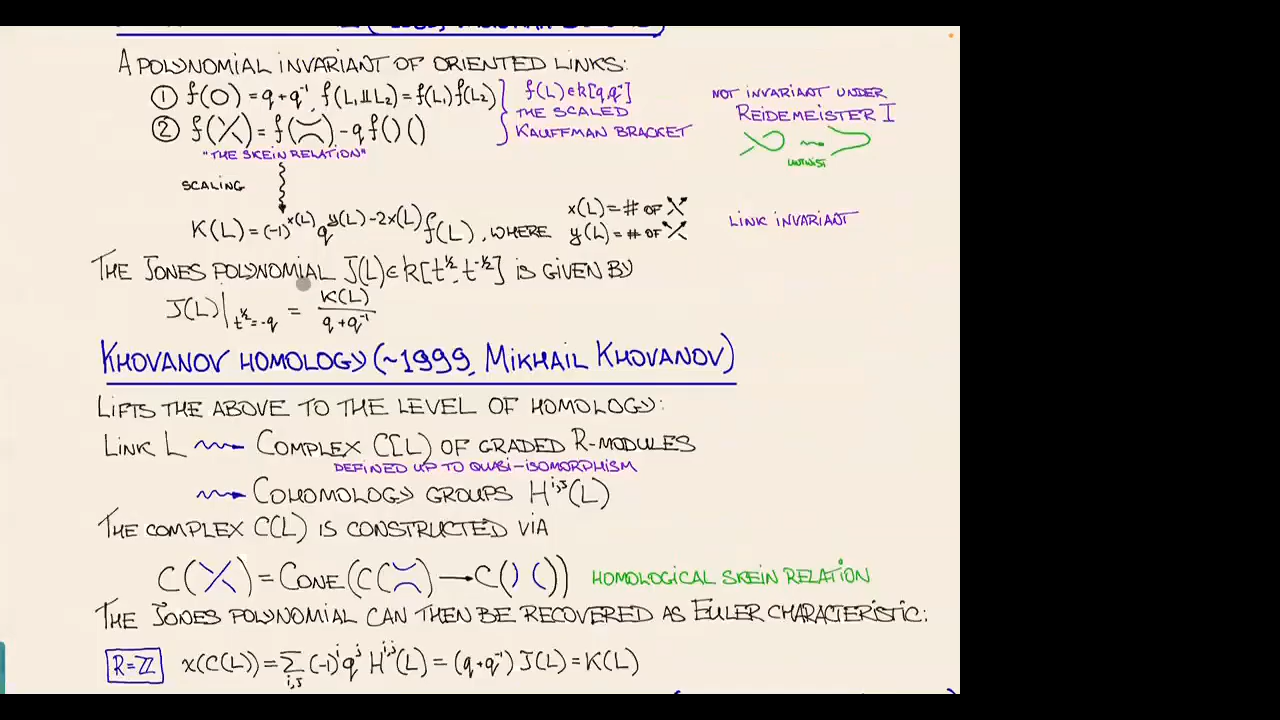 A POLYNOMIAL INVARIANT OF ORIENTED LINKS:
① f(O) = q+q⁻¹, f(L₁ ⨿ L₂) = f(L₁) f(L₂)
② f(╳) = f(≍) - q f() ()
"THE SKEIN RELATION"
f(L) ∈ k[q,q⁻¹]
THE SCALED
KAUFFMAN BRACKET
NOT INVARIANT UNDER
REIDEMEISTER I
UNTWIST
SCALING
K(L) = (-1)^{x(L)} q^{y(L)-2x(L)} f(L), WHERE
x(L) = # OF ╳
y(L) = # OF ╳
LINK INVARIANT
THE JONES POLYNOMIAL J(L) ∈ k[t^{1/2}, t^{-1/2}] IS GIVEN BY
J(L)|_{t^{1/2}=-q} = K(L) / (q+q⁻¹)
KHOVANOV HOMOLOGY (~1999, MIKHAIL KHOVANOV)
LIFTS THE ABOVE TO THE LEVEL OF HOMOLOGY:
LINK L ⇝ COMPLEX C(L) OF GRADED R-MODULES
DEFINED UP TO QUASI-ISOMORPHISM
⇝ COHOMOLOGY GROUPS H^{i,j}(L)
THE COMPLEX C(L) IS CONSTRUCTED VIA
C(╳) = CONE(C(≍) → C() ()) HOMOLOGICAL SKEIN RELATION
THE JONES POLYNOMIAL CAN THEN BE RECOVERED AS EULER CHARACTERISTIC:
R=ℤ χ(C(L)) = Σ_{i,j} (-1)^i q^j H^{i,j}(L) = (q+q⁻¹) J(L) = K(L)